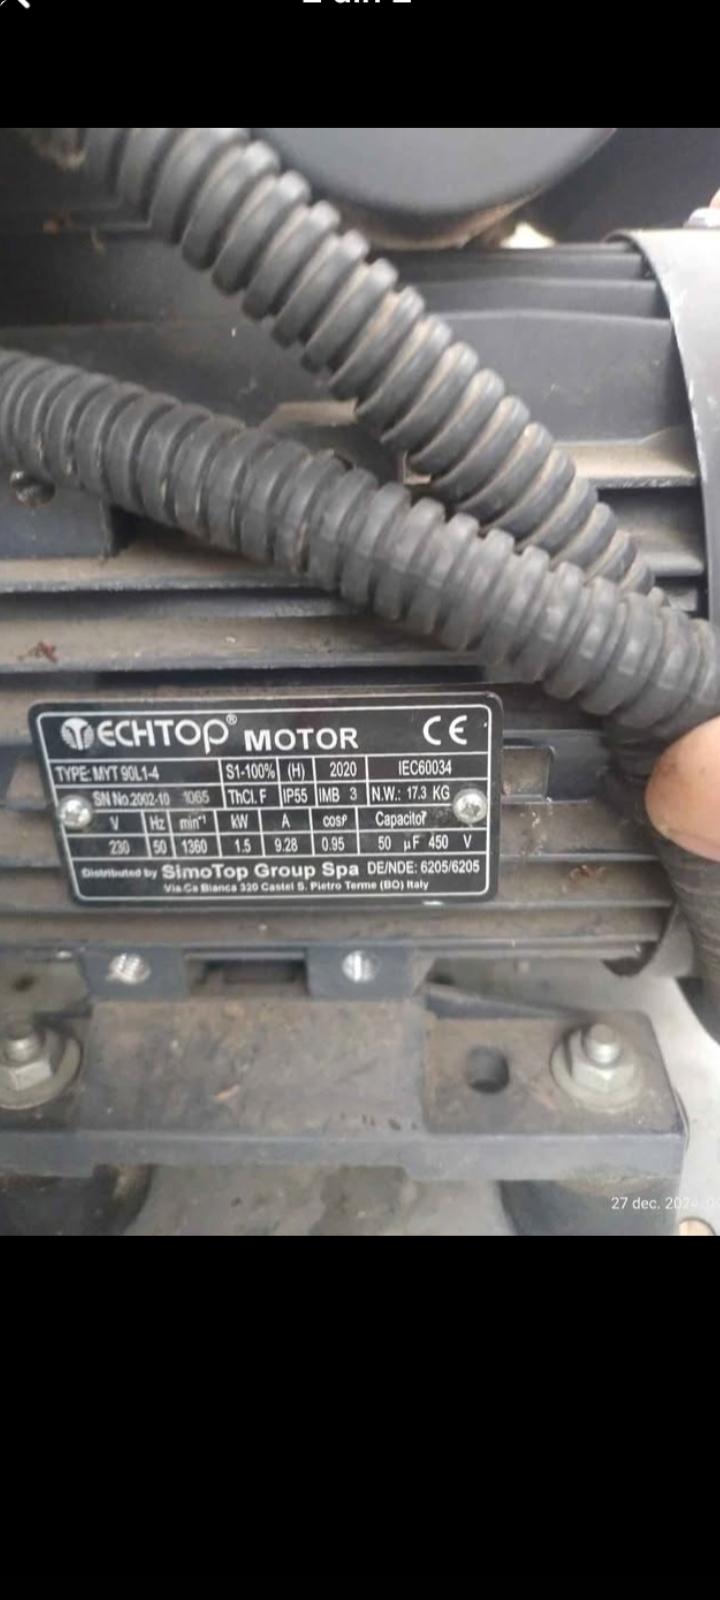 TECHTOP® MOTOR CE
TYPE: MYT 90L1-4 S1-100% (H) 2020 IEC60034
SN No.2002-10 1065 ThCl. F IP55 IMB 3 N.W.: 17.3 KG
V Hz min⁻¹ kW A cosφ Capacitor
230 50 1360 1.5 9.28 0.95 50 µF 450 V
Distributed by SimoTop Group Spa DE/NDE: 6205/6205
Via Ca Bianca 320 Castel S. Pietro Terme (BO) Italy
27 dec. 2024